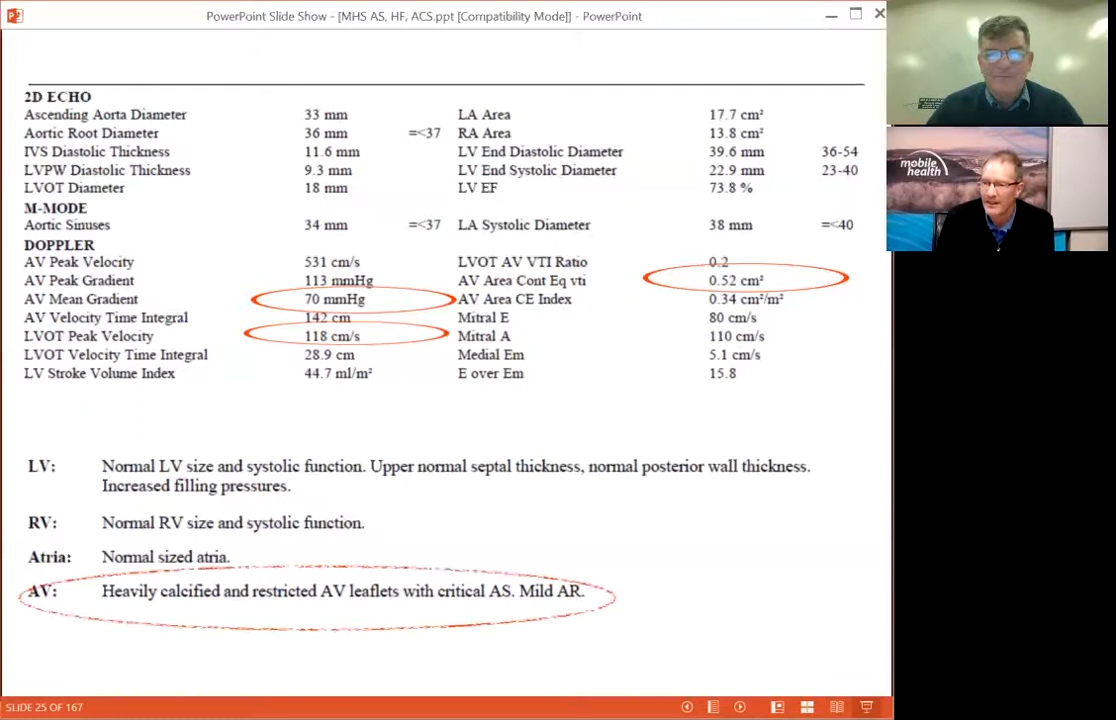 PowerPoint Slide Show - [MHS AS, HF, ACS.ppt [Compatibility Mode]] - PowerPoint
2D ECHO
Ascending Aorta Diameter 33 mm LA Area 17.7 cm²
Aortic Root Diameter 36 mm =<37 RA Area 13.8 cm²
IVS Diastolic Thickness 11.6 mm LV End Diastolic Diameter 39.6 mm 36-54
LVPW Diastolic Thickness 9.3 mm LV End Systolic Diameter 22.9 mm 23-40
LVOT Diameter 18 mm LV EF 73.8 %
M-MODE
Aortic Sinuses 34 mm =<37 LA Systolic Diameter 38 mm =<40
DOPPLER
AV Peak Velocity 531 cm/s LVOT AV VTI Ratio 0.2
AV Peak Gradient 113 mmHg AV Area Cont Eq vti 0.52 cm²
AV Mean Gradient 70 mmHg AV Area CE Index 0.34 cm²/m²
AV Velocity Time Integral 142 cm Mitral E 80 cm/s
LVOT Peak Velocity 118 cm/s Mitral A 110 cm/s
LVOT Velocity Time Integral 28.9 cm Medial Em 5.1 cm/s
LV Stroke Volume Index 44.7 ml/m² E over Em 15.8
LV: Normal LV size and systolic function. Upper normal septal thickness, normal posterior wall thickness.
Increased filling pressures.
RV: Normal RV size and systolic function.
Atria: Normal sized atria.
AV: Heavily calcified and restricted AV leaflets with critical AS. Mild AR.
SLIDE 25 OF 167
mobile
health